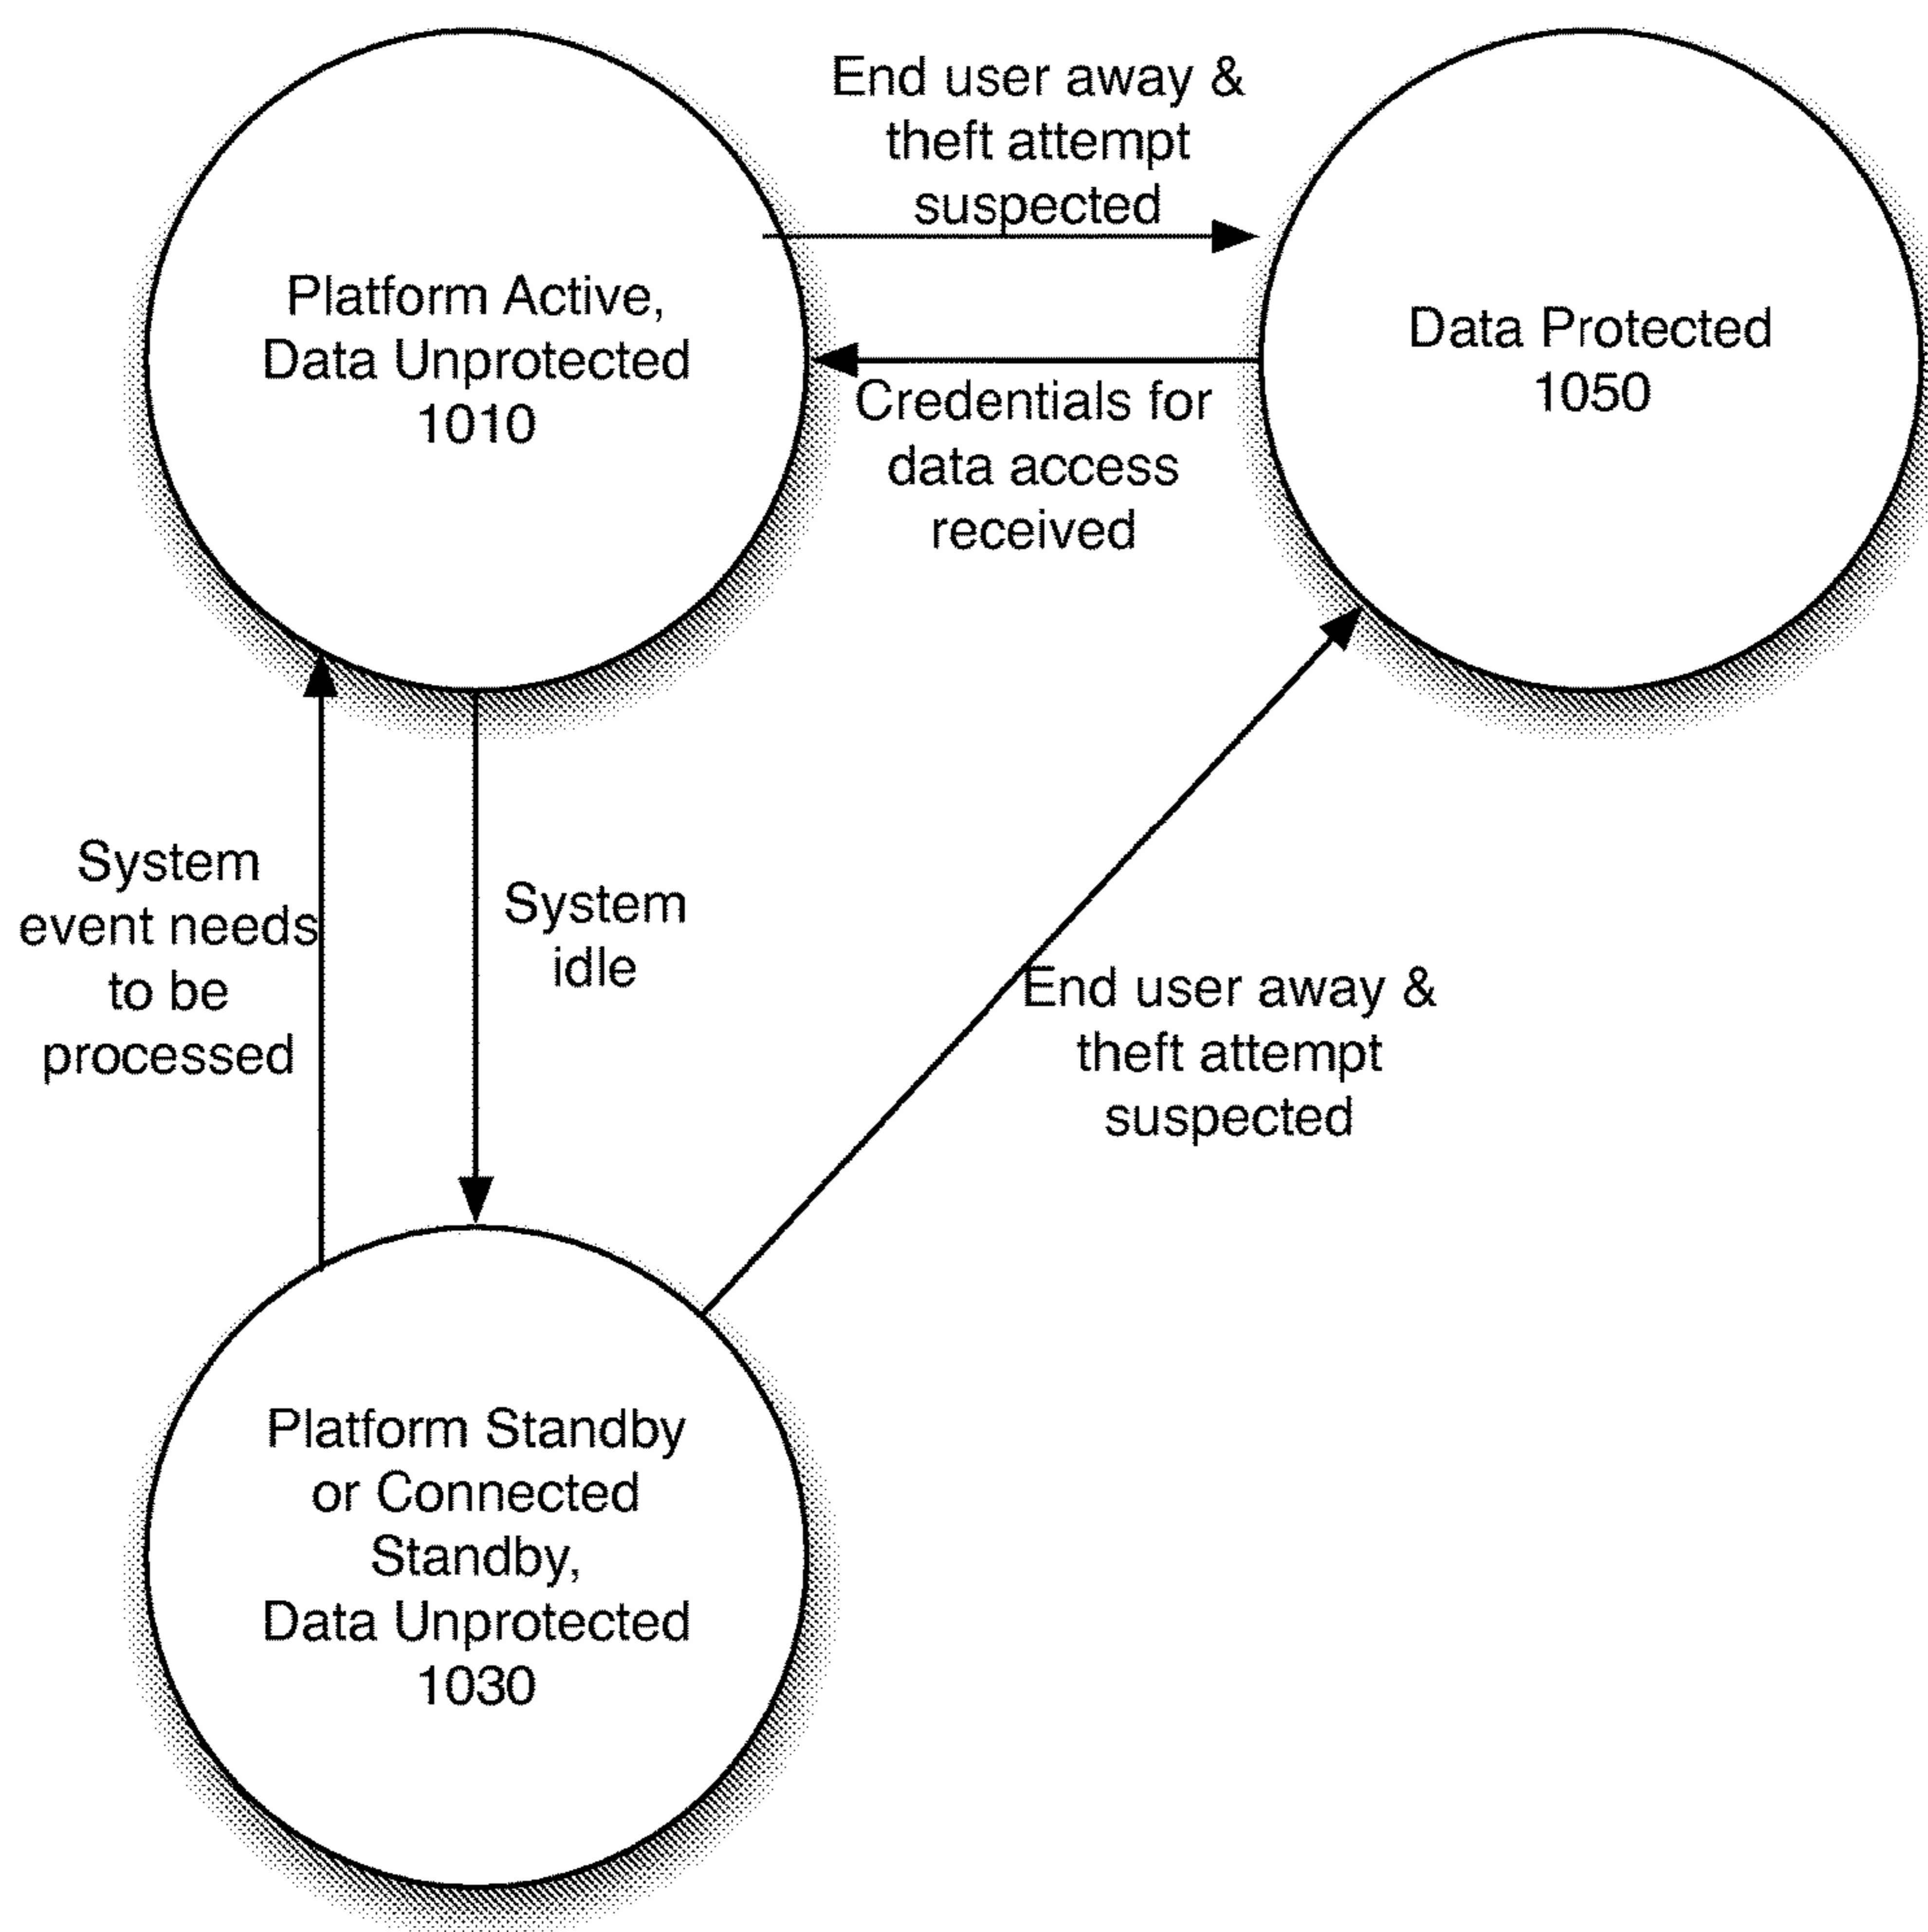 End user away &
theft attempt
suspected
Platform Active,
Data Unprotected
1010
Data Protected
1050
Credentials for
data access
received
System
event needs
to be
processed
System
idle
End user away &
theft attempt
suspected
Platform Standby
or Connected
Standby,
Data Unprotected
1030